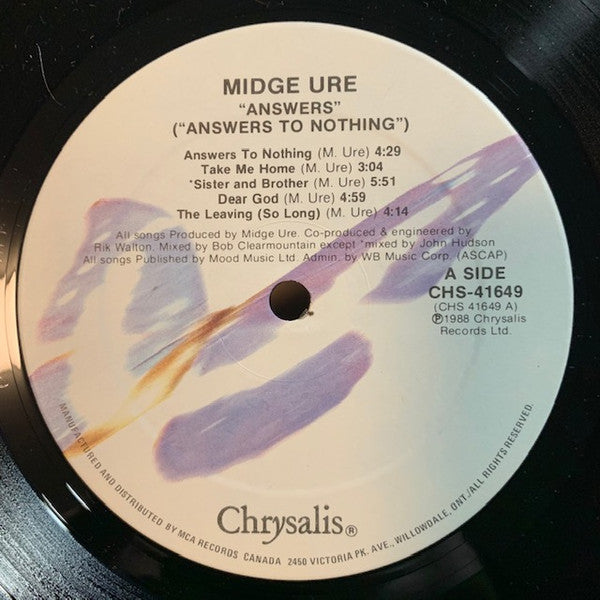 MIDGE URE
"ANSWERS"
("ANSWERS TO NOTHING")
Answers To Nothing (M. Ure) 4:29
Take Me Home (M. Ure) 3:04
*Sister and Brother (M. Ure) 5:51
Dear God (M. Ure) 4:59
The Leaving (So Long) (M. Ure) 4:14
All songs Produced by Midge Ure. Co-produced & engineered by
Rik Walton. Mixed by Bob Clearmountain except *mixed by John Hudson
All songs Published by Mood Music Ltd. Admin. by WB Music Corp. (ASCAP)
A SIDE
CHS-41649
(CHS 41649 A)
℗1988 Chrysalis
Records Ltd.
Chrysalis®
MANUFACTURED AND DISTRIBUTED BY MCA RECORDS CANADA 2450 VICTORIA PK. AVE., WILLOWDALE, ONT./ALL RIGHTS RESERVED.